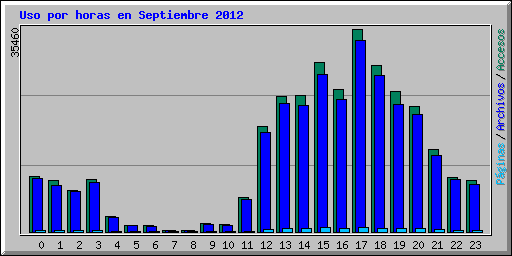 Uso por horas en Septiembre 2012
35460
Páginas / Archivos / Accesos
0 1 2 3 4 5 6 7 8 9 10 11 12 13 14 15 16 17 18 19 20 21 22 23